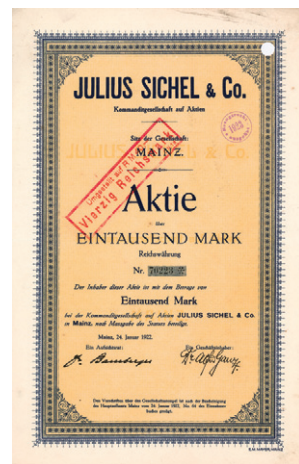 JULIUS SICHEL & Co.
Kommanditgesellschaft auf Aktien
Sitz der Gesellschaft:
MAINZ.
Umgestellt auf R.M.
Vierzig Reichsmark
Aktie
über
EINTAUSEND MARK
Reichswährung
Nr. 70223
Der Inhaber dieser Aktie ist mit dem Betrage von
Eintausend Mark
bei der Kommanditgesellschaft auf Aktien JULIUS SICHEL & Co.
in Mainz, nach Massgabe des Statuts beteiligt.
Mainz, 24. Januar 1922.
Ein Aufsichtsrat:
Ein Geschäftsinhaber: